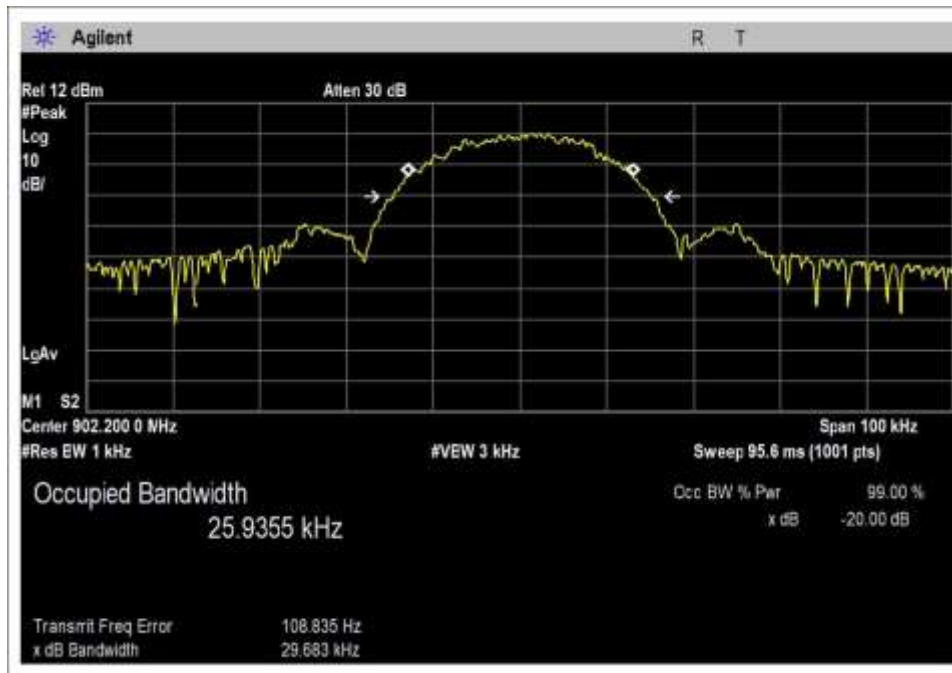 Agilent R T
Ref 12 dBm Atten 30 dB
#Peak
Log
10
dB/
LgAv
M1 S2
Center 902.200 0 MHz Span 100 kHz
#Res BW 1 kHz #VBW 3 kHz Sweep 95.6 ms (1001 pts)
Occupied Bandwidth Occ BW % Pwr 99.00 %
25.9355 kHz x dB -20.00 dB
Transmit Freq Error 108.835 Hz
x dB Bandwidth 29.683 kHz